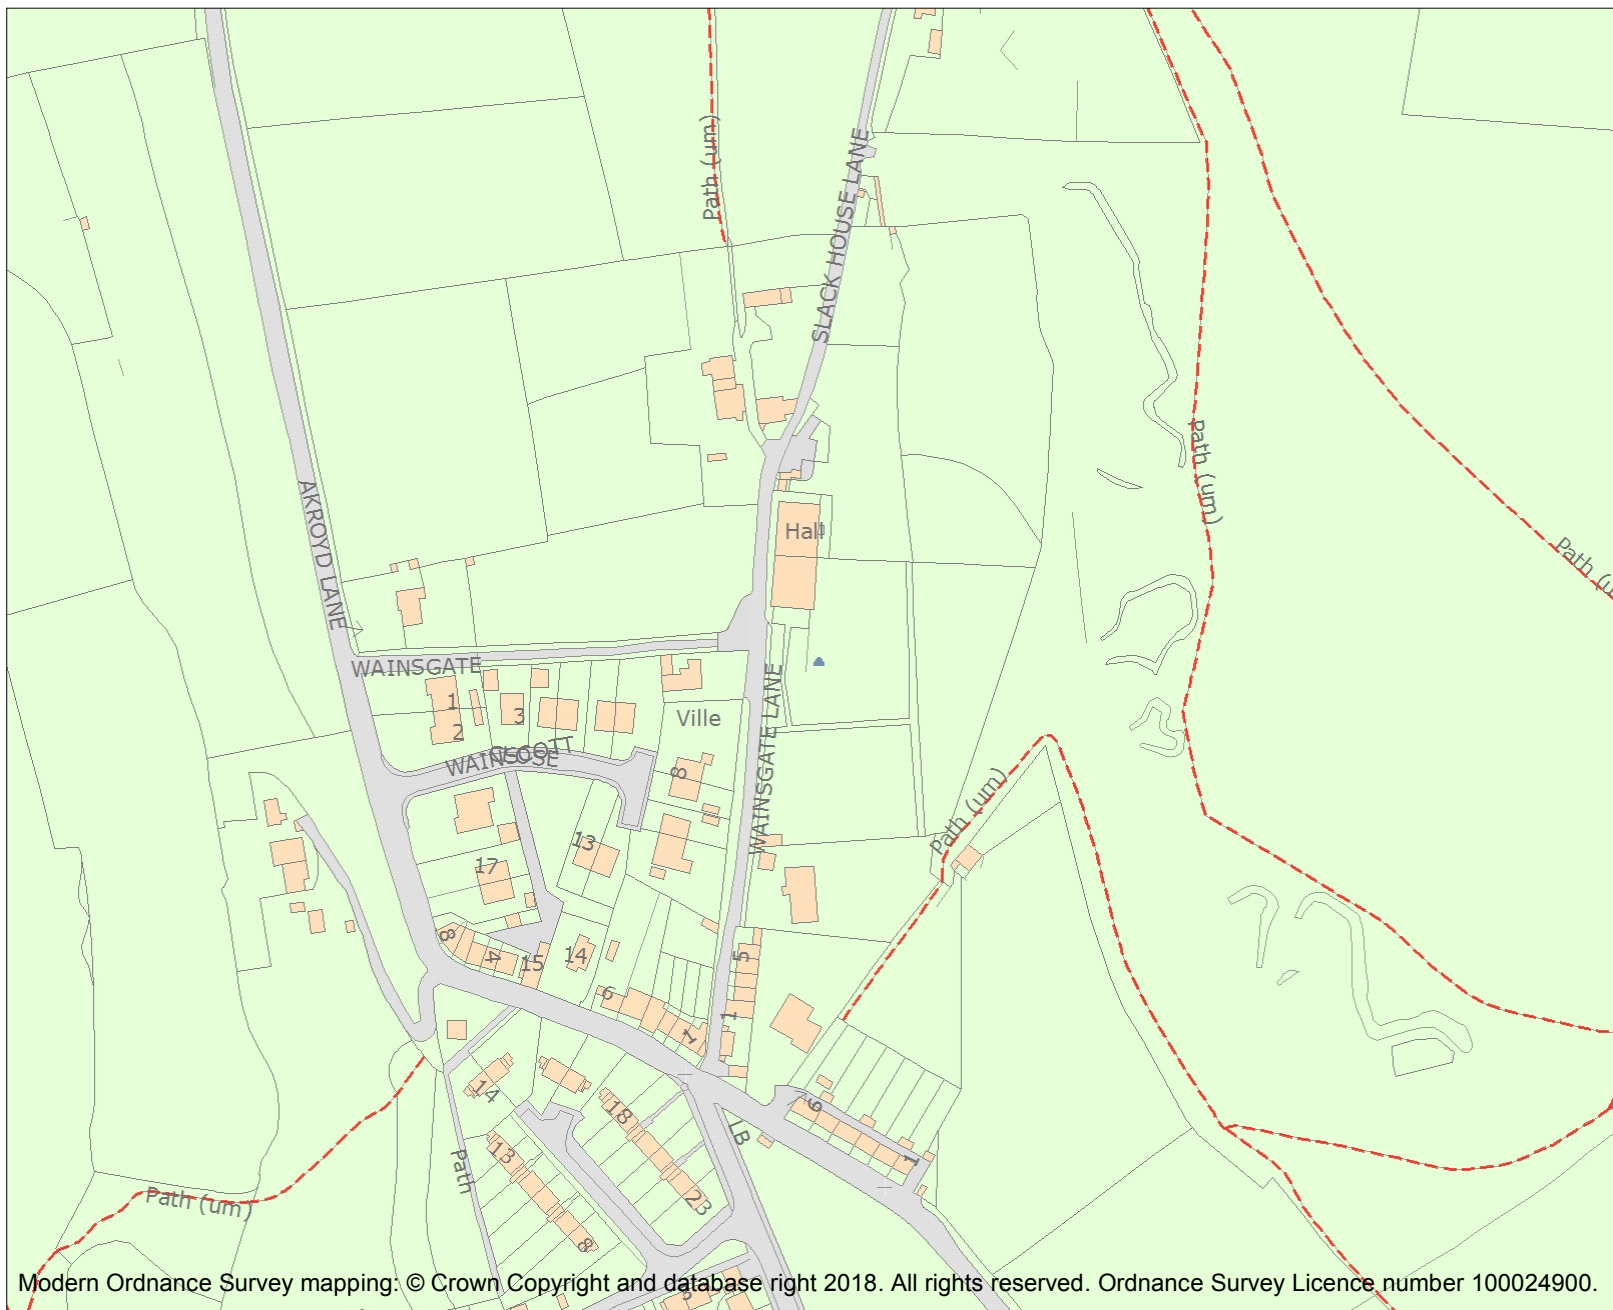 Path (um)
SLACK HOUSE LANE
Path (um)
AKROYD LANE
Hall
Path (u
WAINSGATE
1
2
3
Ville
WAINSCOTT
CLOSE
8
WAINSGATE LANE
Path (um)
13
17
8
4
15
14
5
6
1
1
14
18
9
LB
13
1
Path
Path (um)
23
8
3
Modern Ordnance Survey mapping: © Crown Copyright and database right 2018. All rights reserved. Ordnance Survey Licence number 100024900.